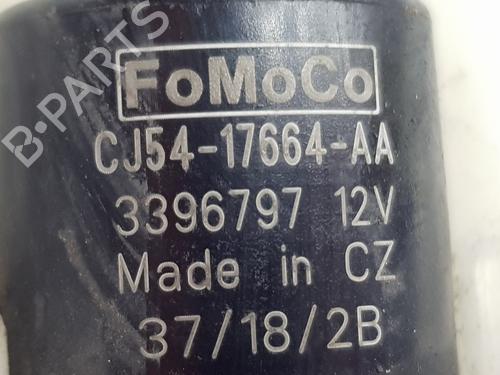 FoMoCo
CJ54-17664-AA
3396797 12V
Made in CZ
37/18/2B
B-PARTS